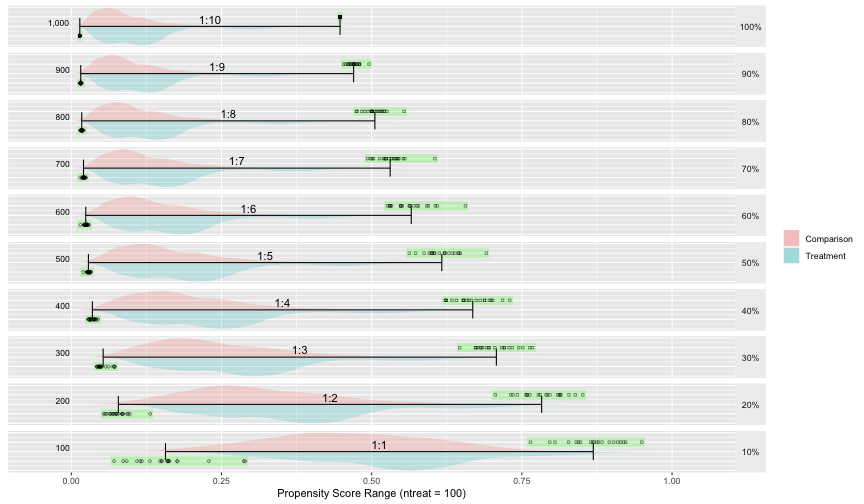 1,000 1:10 100%
900 1:9 90%
800 1:8 80%
700 1:7 70%
600 1:6 60%
500 1:5 50%
400 1:4 40%
300 1:3 30%
200 1:2 20%
100 1:1 10%
0.00 0.25 0.50 0.75 1.00
Propensity Score Range (ntreat = 100)
Comparison
Treatment